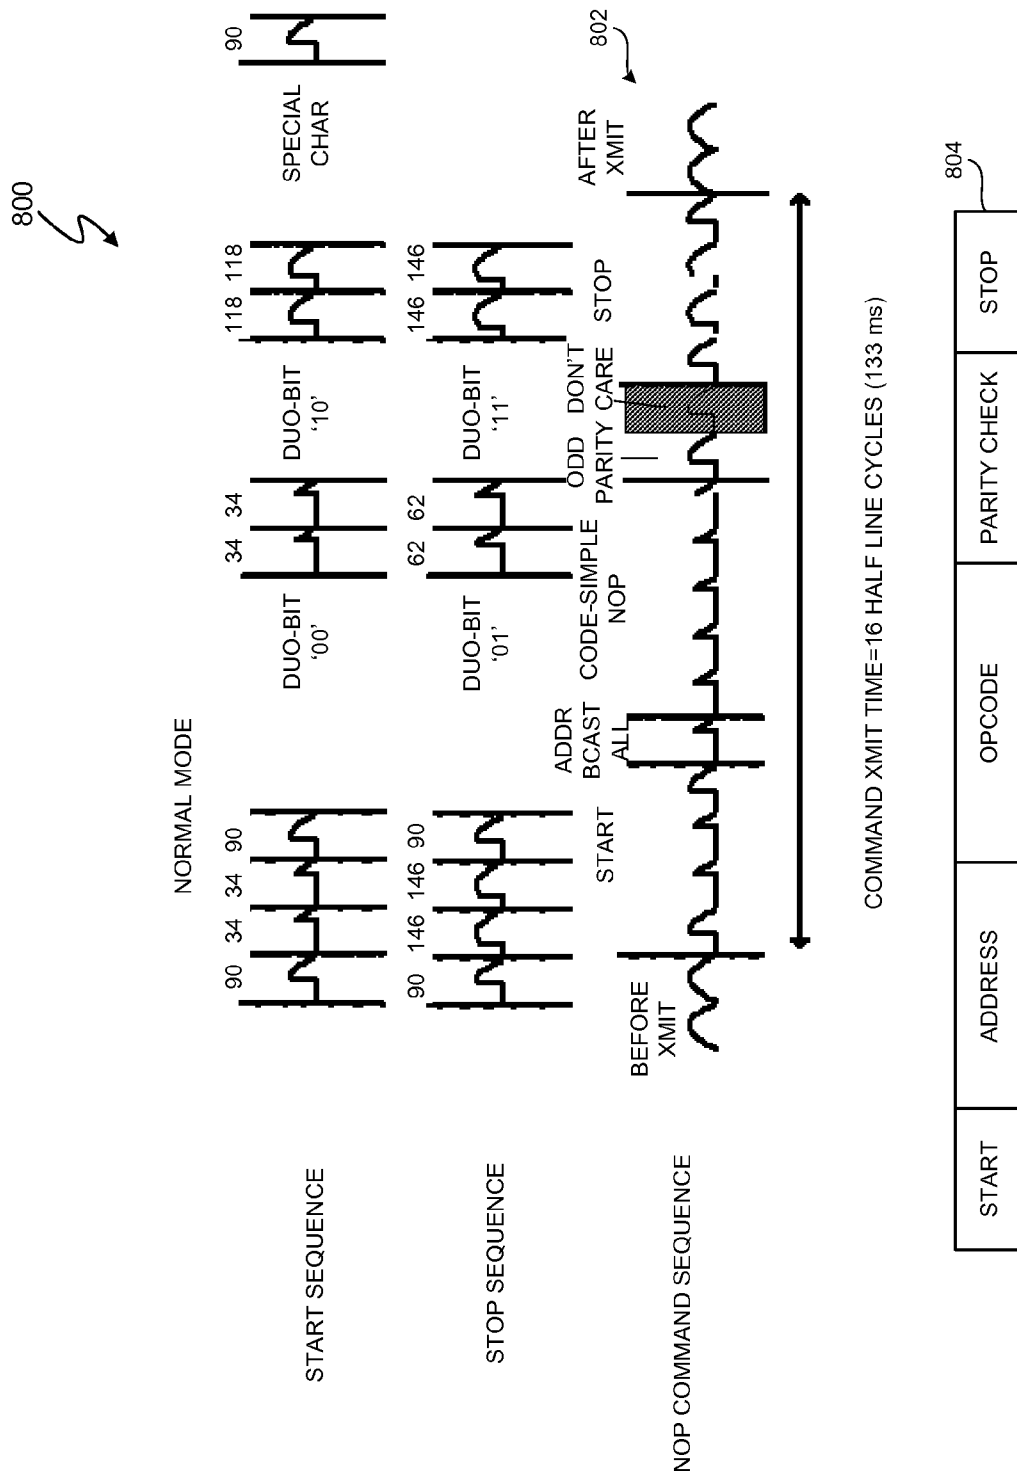 800
NORMAL MODE
START SEQUENCE
90 34 34 90
DUO-BIT
'00'
34 34
DUO-BIT
'10'
118 118
SPECIAL
CHAR
90
STOP SEQUENCE
90 146 146 90
DUO-BIT
'01'
62 62
DUO-BIT
'11'
146 146
NOP COMMAND SEQUENCE
BEFORE
XMIT
START
ADDR
BCAST
ALL
CODE-SIMPLE
NOP
ODD
PARITY
DON'T
CARE
STOP
AFTER
XMIT
802
COMMAND XMIT TIME=16 HALF LINE CYCLES (133 ms)
804
START ADDRESS OPCODE PARITY CHECK STOP